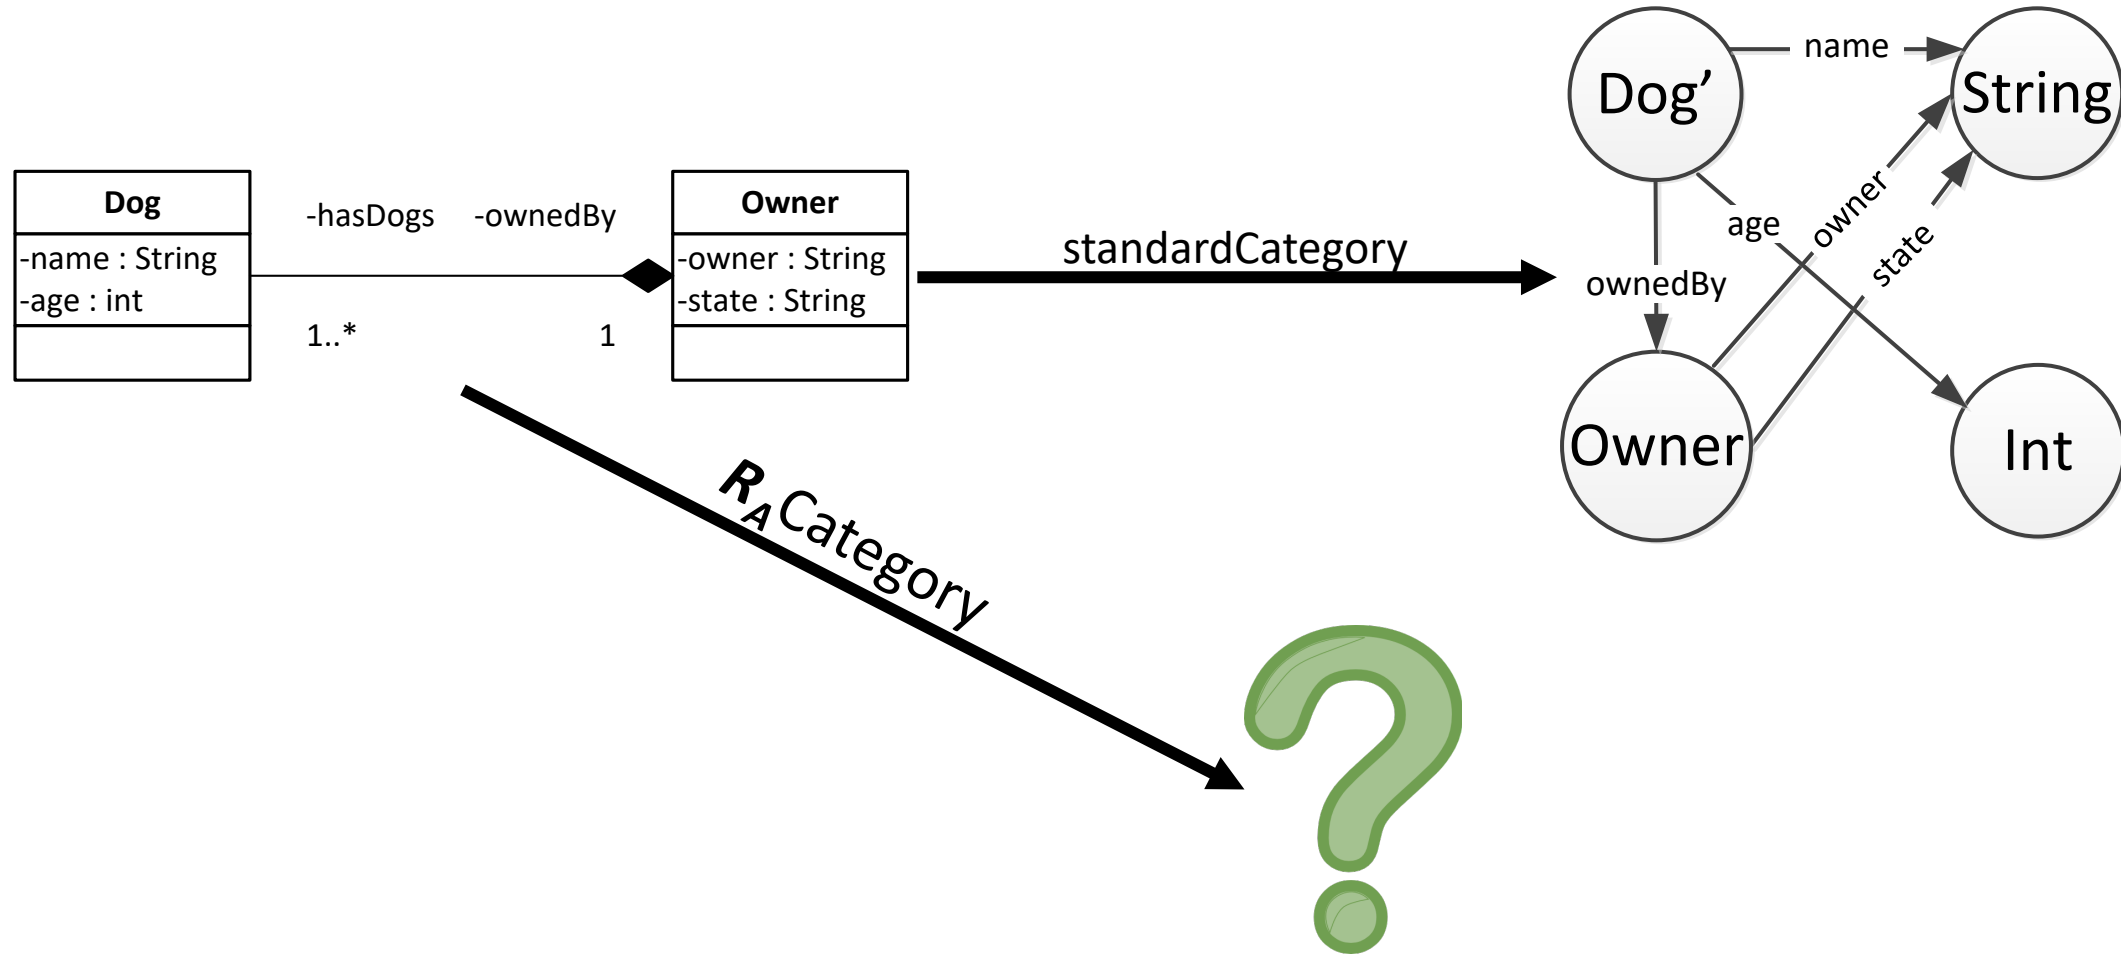 Dog
-name : String
-age : int
-hasDogs
-ownedBy
1..*
1
Owner
-owner : String
-state : String
standardCategory
R_A Category
Dog’
name
String
age
owner
state
ownedBy
Owner
Int
?